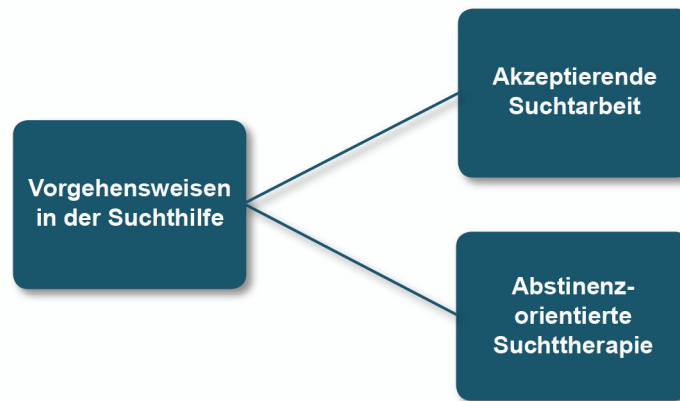 Akzeptierende
Suchtarbeit
Vorgehensweisen
in der Suchthilfe
Abstinenz-
orientierte
Suchttherapie